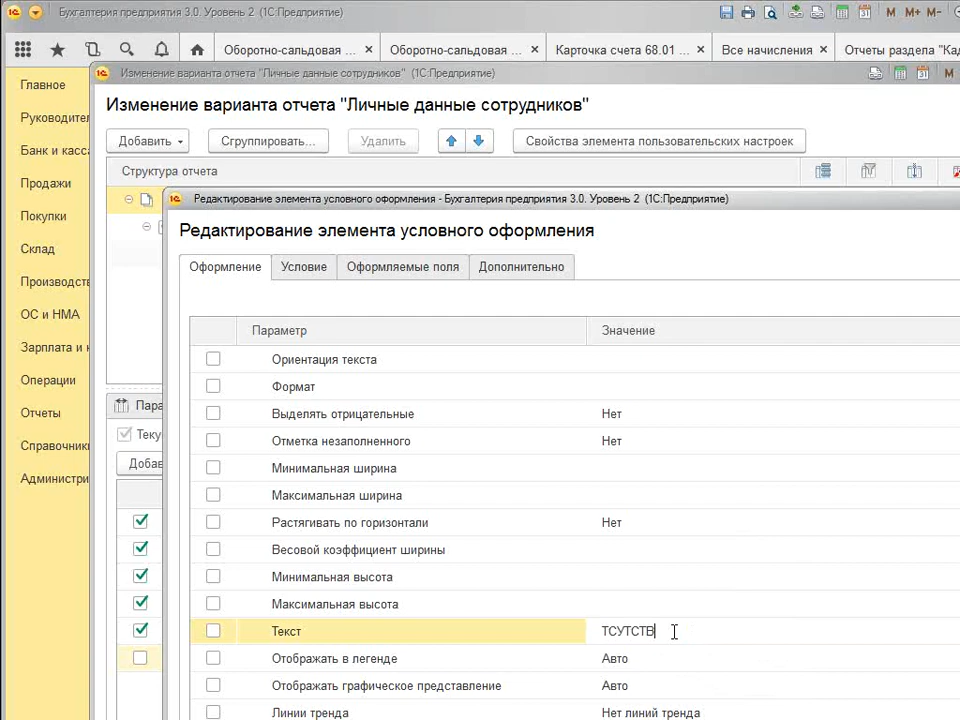 Бухгалтерия предприятия 3.0. Уровень 2 (1С:Предприятие)
M M+ M-
Оборотно-сальдовая ... × Оборотно-сальдовая ... × Карточка счета 68.01 ... × Все начисления × Отчеты раздела "Кад
Изменение варианта отчета "Личные данные сотрудников" (1С:Предприятие)
M
Главное
Руководител
Банк и касс
Продажи
Покупки
Склад
Производст
ОС и НМА
Зарплата и к
Операции
Отчеты
Справочник
Администри
Изменение варианта отчета "Личные данные сотрудников"
Добавить Сгруппировать... Удалить Свойства элемента пользовательских настроек
Структура отчета
Пара
Теку
Добав
Редактирование элемента условного оформления - Бухгалтерия предприятия 3.0. Уровень 2 (1С:Предприятие)
Редактирование элемента условного оформления
Оформление Условие Оформляемые поля Дополнительно
Параметр Значение
Ориентация текста
Формат
Выделять отрицательные Нет
Отметка незаполненного Нет
Минимальная ширина
Максимальная ширина
Растягивать по горизонтали Нет
Весовой коэффициент ширины
Минимальная высота
Максимальная высота
Текст ТСУТСТВ
Отображать в легенде Авто
Отображать графическое представление Авто
Линии тренда Нет линий тренда